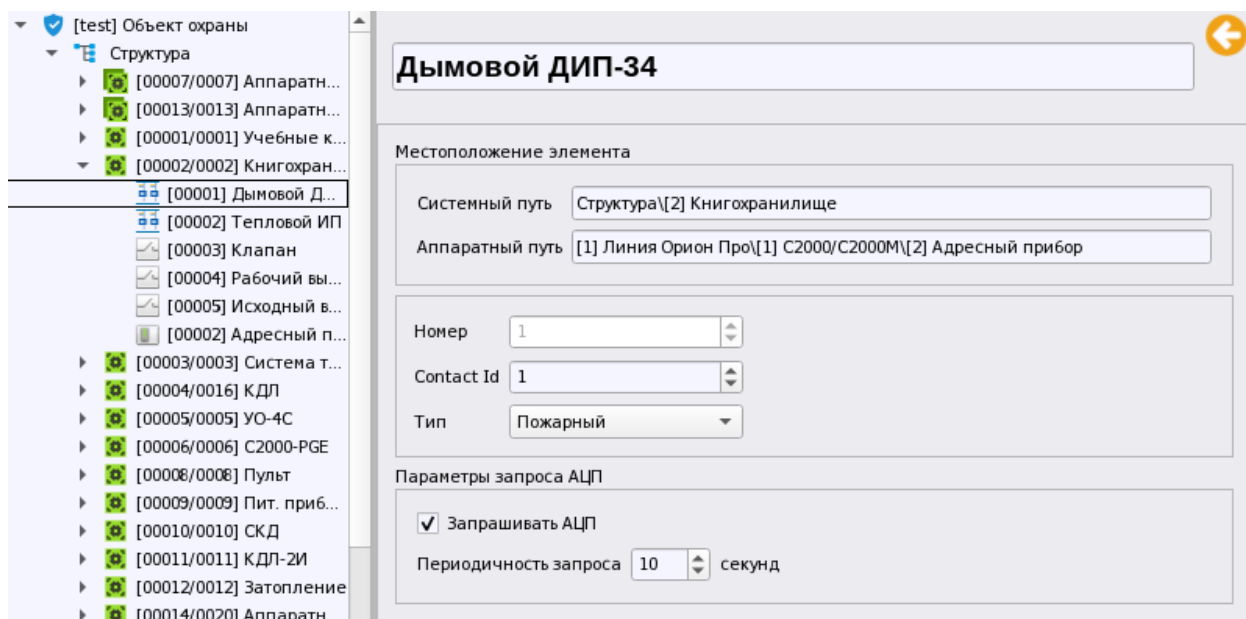 [test] Объект охраны
Структура
[00007/0007] Аппаратн...
[00013/0013] Аппаратн...
[00001/0001] Учебные к...
[00002/0002] Книгохран...
[00001] Дымовой Д...
[00002] Тепловой ИП
[00003] Клапан
[00004] Рабочий вы...
[00005] Исходный в...
[00002] Адресный п...
[00003/0003] Система т...
[00004/0016] КДЛ
[00005/0005] УО-4С
[00006/0006] С2000-PGE
[00008/0008] Пульт
[00009/0009] Пит. приб...
[00010/0010] СКД
[00011/0011] КДЛ-2И
[00012/0012] Затопление
[00014/0020] Аппаратн
Дымовой ДИП-34
Местоположение элемента
Системный путь Структура\[2] Книгохранилище
Аппаратный путь [1] Линия Орион Про\[1] С2000/С2000М\[2] Адресный прибор
Номер 1
Contact Id 1
Тип Пожарный
Параметры запроса АЦП
Запрашивать АЦП
Периодичность запроса 10 секунд